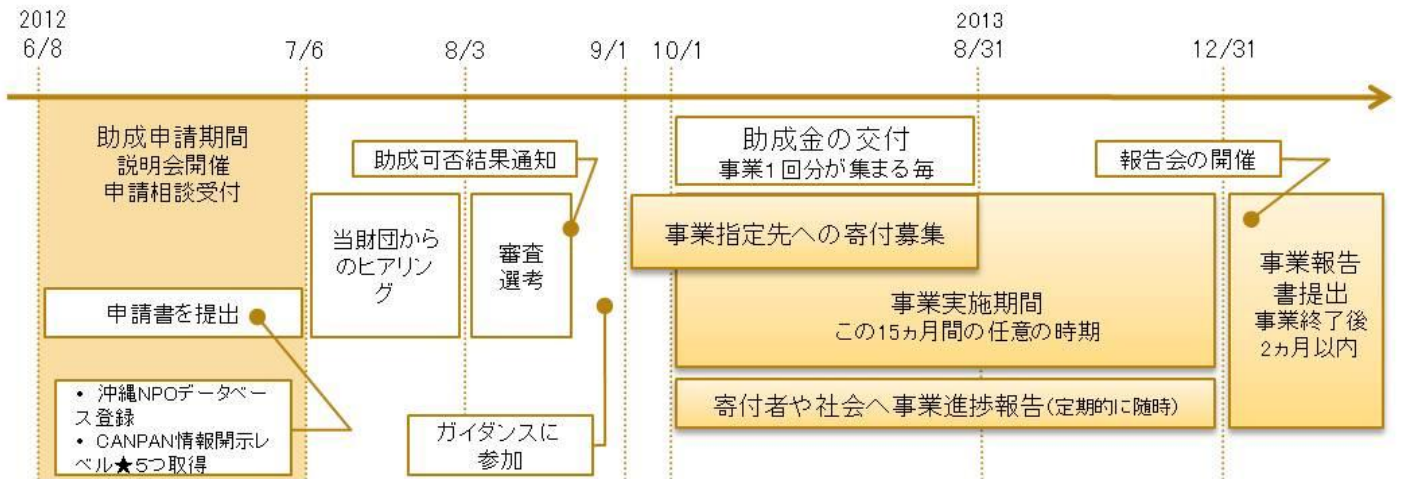 2012
6/8
7/6
8/3
9/1
10/1
2013
8/31
12/31
助成申請期間
説明会開催
申請相談受付
申請書を提出
• 沖縄NPOデータベー
ス登録
• CANPAN情報開示レ
ベル★5つ取得
当財団から
のヒアリン
グ
助成可否結果通知
審査
選考
ガイダンスに
参加
助成金の交付
事業1回分が集まる毎
事業指定先への寄付募集
事業実施期間
この15ヵ月間の任意の時期
寄付者や社会へ事業進捗報告(定期的に随時)
報告会の開催
事業報告
書提出
事業終了後
2ヵ月以内